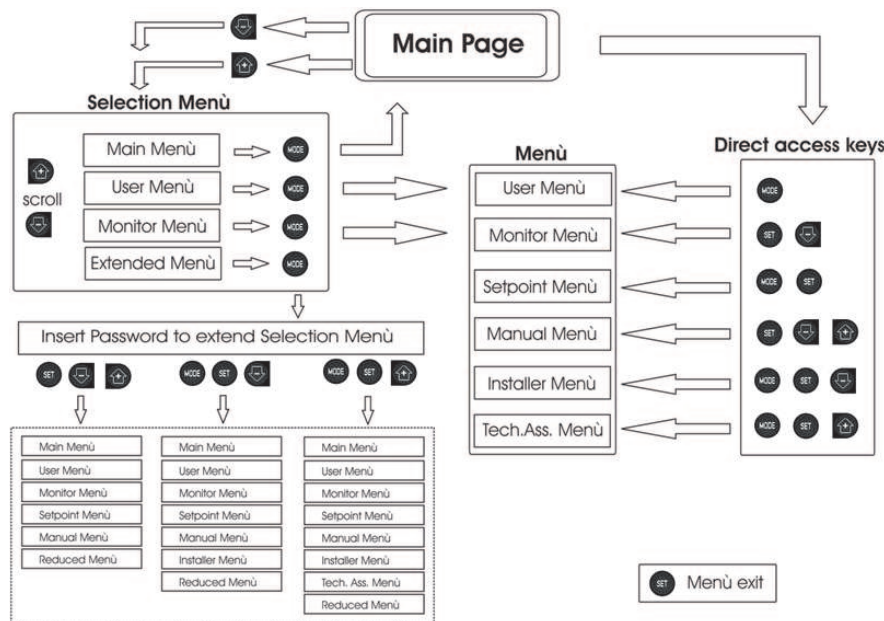 Main Page
Selection Menù
Main Menù
MODE
User Menù
MODE
scroll
Monitor Menù
MODE
Extended Menù
MODE
Insert Password to extend Selection Menù
SET
MODE
SET
MODE
SET
Main Menù
User Menù
Monitor Menù
Setpoint Menù
Manual Menù
Reduced Menù
Main Menù
User Menù
Monitor Menù
Setpoint Menù
Manual Menù
Installer Menù
Reduced Menù
Main Menù
User Menù
Monitor Menù
Setpoint Menù
Manual Menù
Installer Menù
Tech. Ass. Menù
Reduced Menù
Menù
User Menù
Monitor Menù
Setpoint Menù
Manual Menù
Installer Menù
Tech.Ass. Menù
Direct access keys
MODE
SET
MODE SET
SET
MODE SET
MODE SET
SET Menù exit